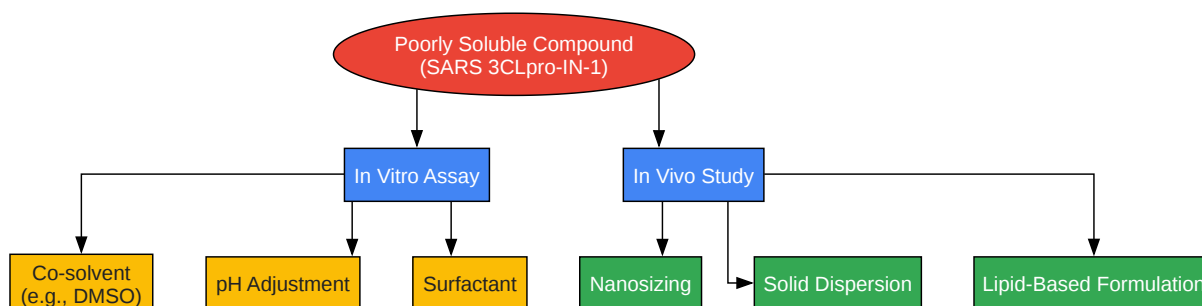 Poorly Soluble Compound
(SARS 3CLpro-IN-1)
In Vitro Assay
In Vivo Study
Co-solvent
(e.g., DMSO)
pH Adjustment
Surfactant
Nanosizing
Solid Dispersion
Lipid-Based Formulation